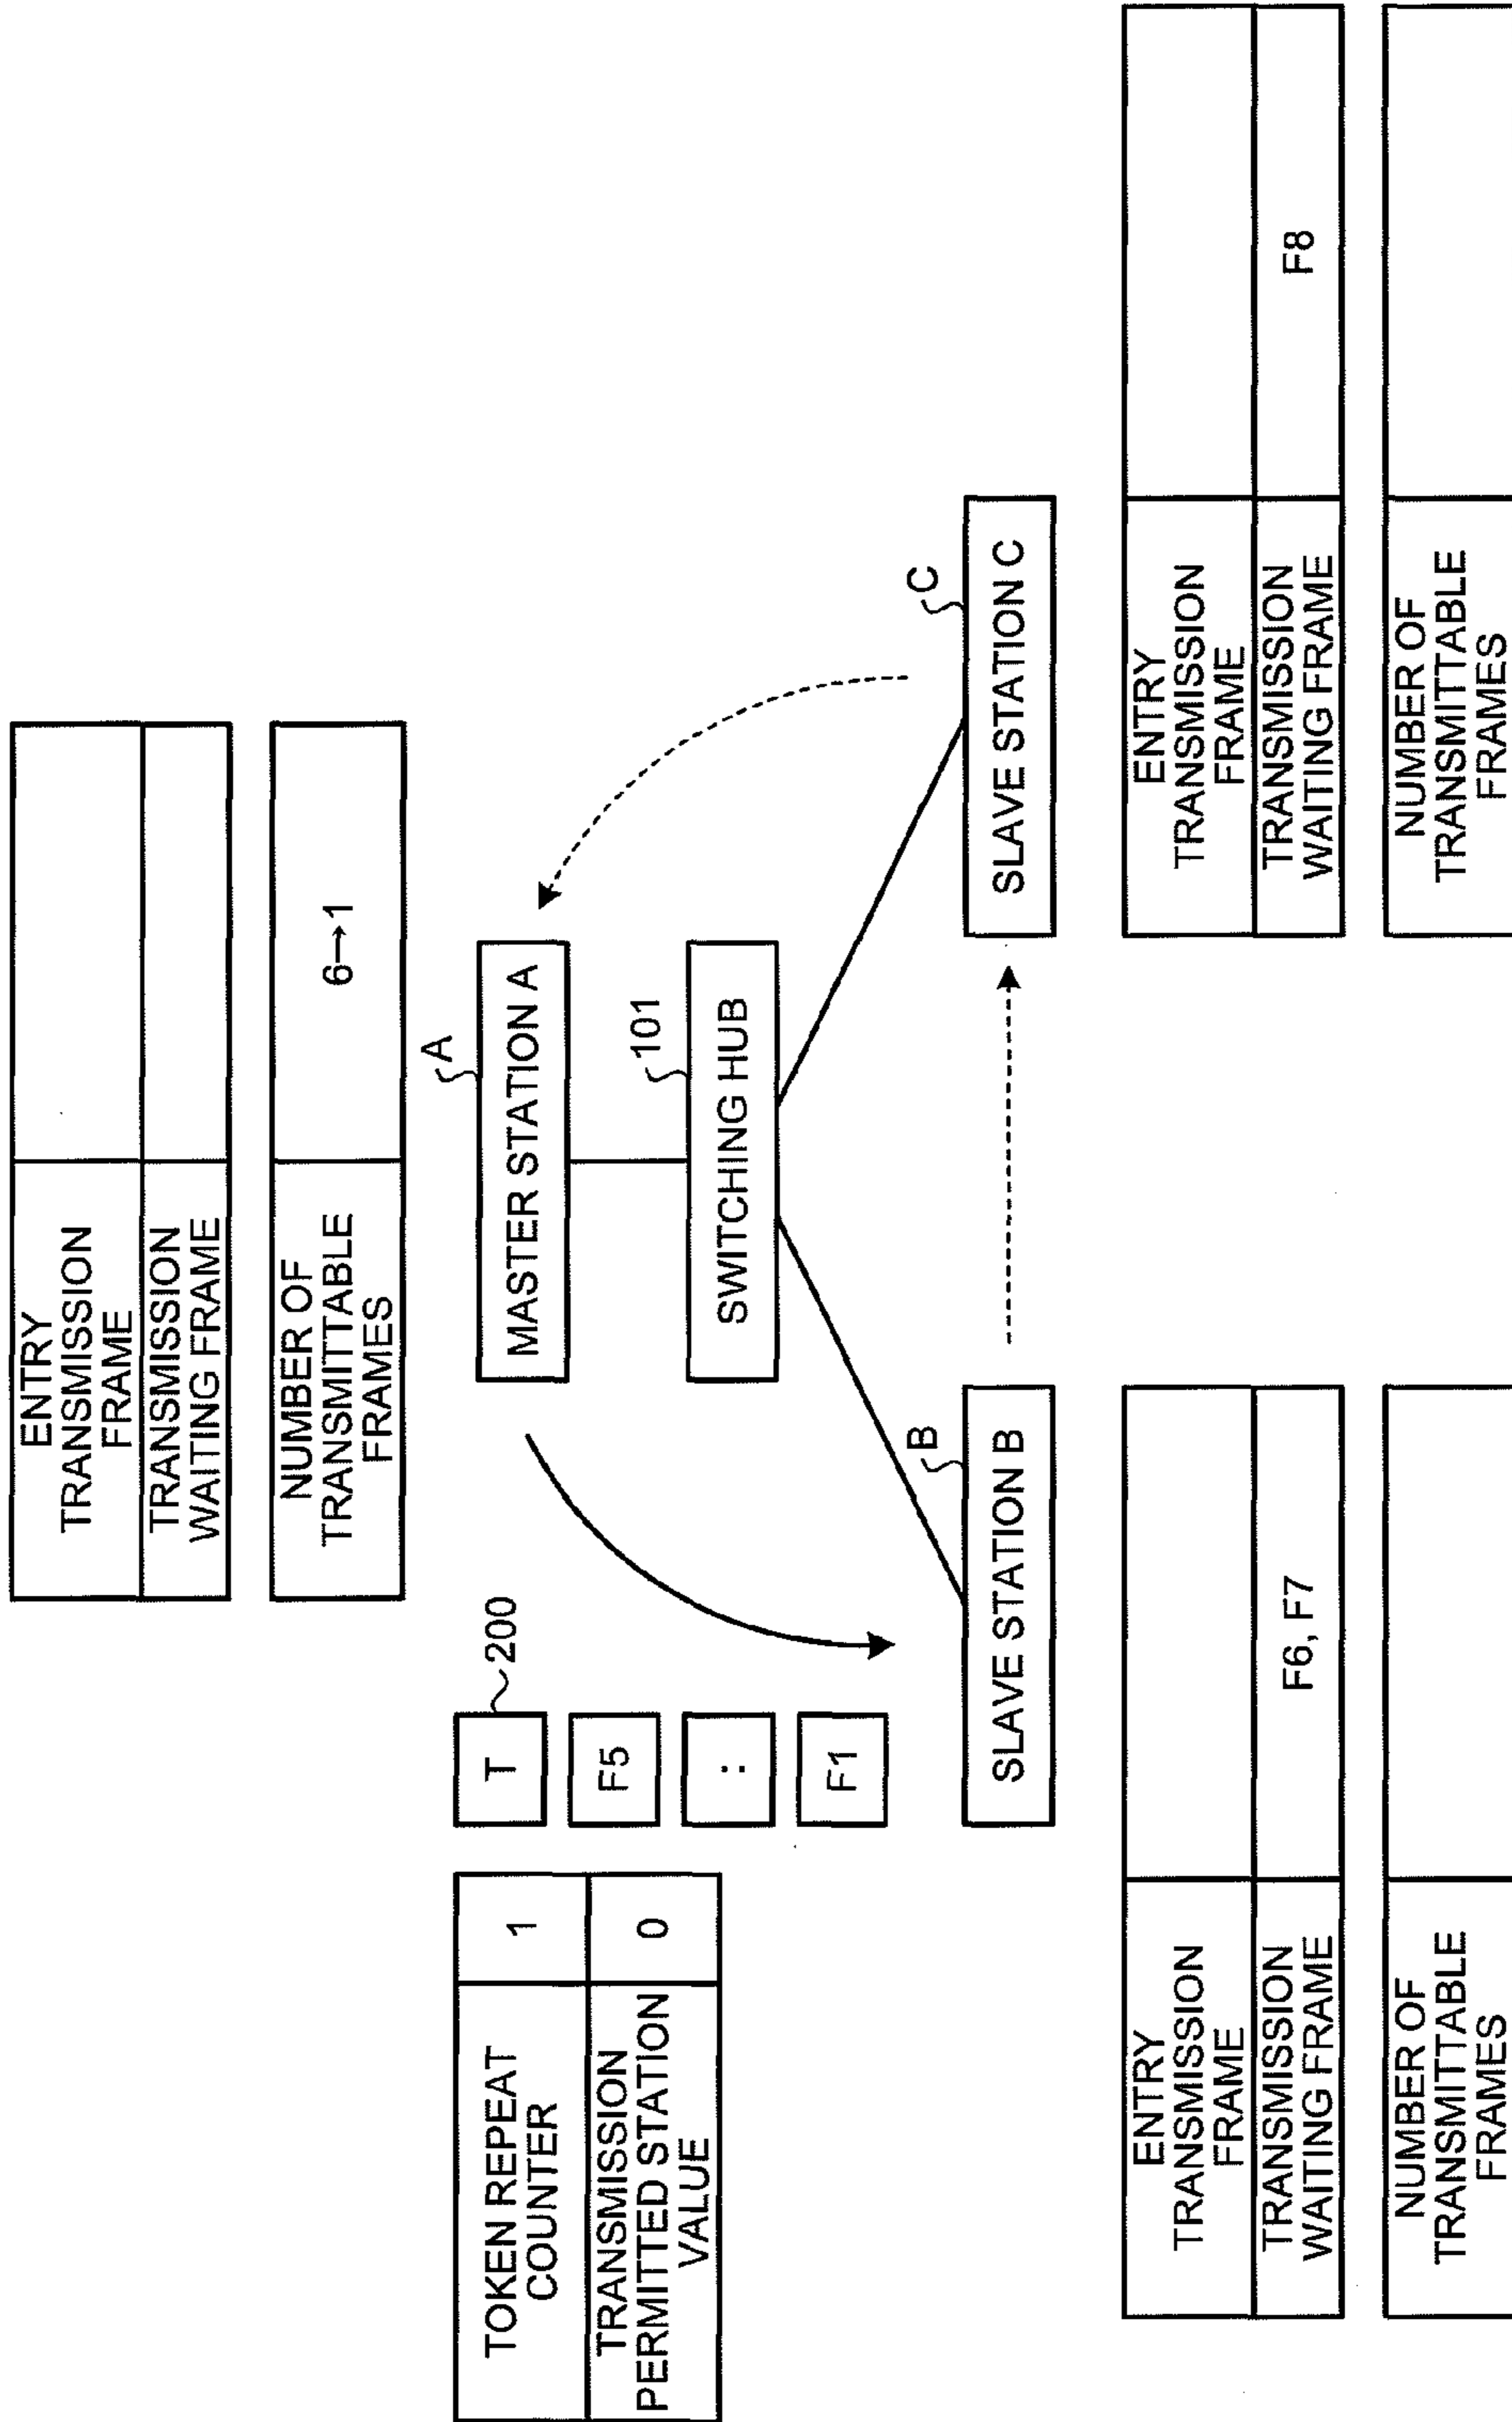 ENTRY
TRANSMISSION
FRAME
TRANSMISSION
WAITING FRAME
NUMBER OF
TRANSMITTABLE
FRAMES
6→1
A
MASTER STATION A
101
SWITCHING HUB
TOKEN REPEAT
COUNTER
1
TRANSMISSION
PERMITTED STATION
VALUE
0
T
200
F5
:
F1
B
SLAVE STATION B
ENTRY
TRANSMISSION
FRAME
TRANSMISSION
WAITING FRAME
F6, F7
NUMBER OF
TRANSMITTABLE
FRAMES
C
SLAVE STATION C
ENTRY
TRANSMISSION
FRAME
TRANSMISSION
WAITING FRAME
F8
NUMBER OF
TRANSMITTABLE
FRAMES